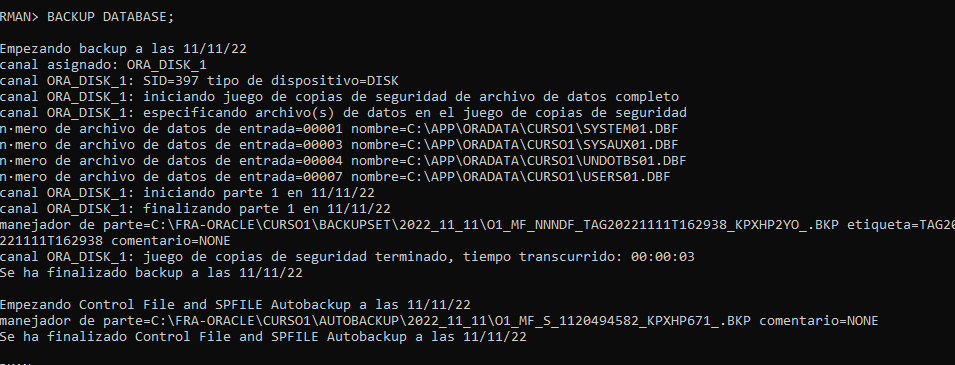 RMAN> BACKUP DATABASE;
Empezando backup a las 11/11/22
canal asignado: ORA_DISK_1
canal ORA_DISK_1: SID=397 tipo de dispositivo=DISK
canal ORA_DISK_1: iniciando juego de copias de seguridad de archivo de datos completo
canal ORA_DISK_1: especificando archivo(s) de datos en el juego de copias de seguridad
n·mero de archivo de datos de entrada=00001 nombre=C:\APP\ORADATA\CURSO1\SYSTEM01.DBF
n·mero de archivo de datos de entrada=00003 nombre=C:\APP\ORADATA\CURSO1\SYSAUX01.DBF
n·mero de archivo de datos de entrada=00004 nombre=C:\APP\ORADATA\CURSO1\UNDOTBS01.DBF
n·mero de archivo de datos de entrada=00007 nombre=C:\APP\ORADATA\CURSO1\USERS01.DBF
canal ORA_DISK_1: iniciando parte 1 en 11/11/22
canal ORA_DISK_1: finalizando parte 1 en 11/11/22
manejador de parte=C:\FRA-ORACLE\CURSO1\BACKUPSET\2022_11_11\O1_MF_NNNDF_TAG20221111T162938_KPXHP2YO_.BKP etiqueta=TAG20
221111T162938 comentario=NONE
canal ORA_DISK_1: juego de copias de seguridad terminado, tiempo transcurrido: 00:00:03
Se ha finalizado backup a las 11/11/22
Empezando Control File and SPFILE Autobackup a las 11/11/22
manejador de parte=C:\FRA-ORACLE\CURSO1\AUTOBACKUP\2022_11_11\O1_MF_S_1120494582_KPXHP671_.BKP comentario=NONE
Se ha finalizado Control File and SPFILE Autobackup a las 11/11/22